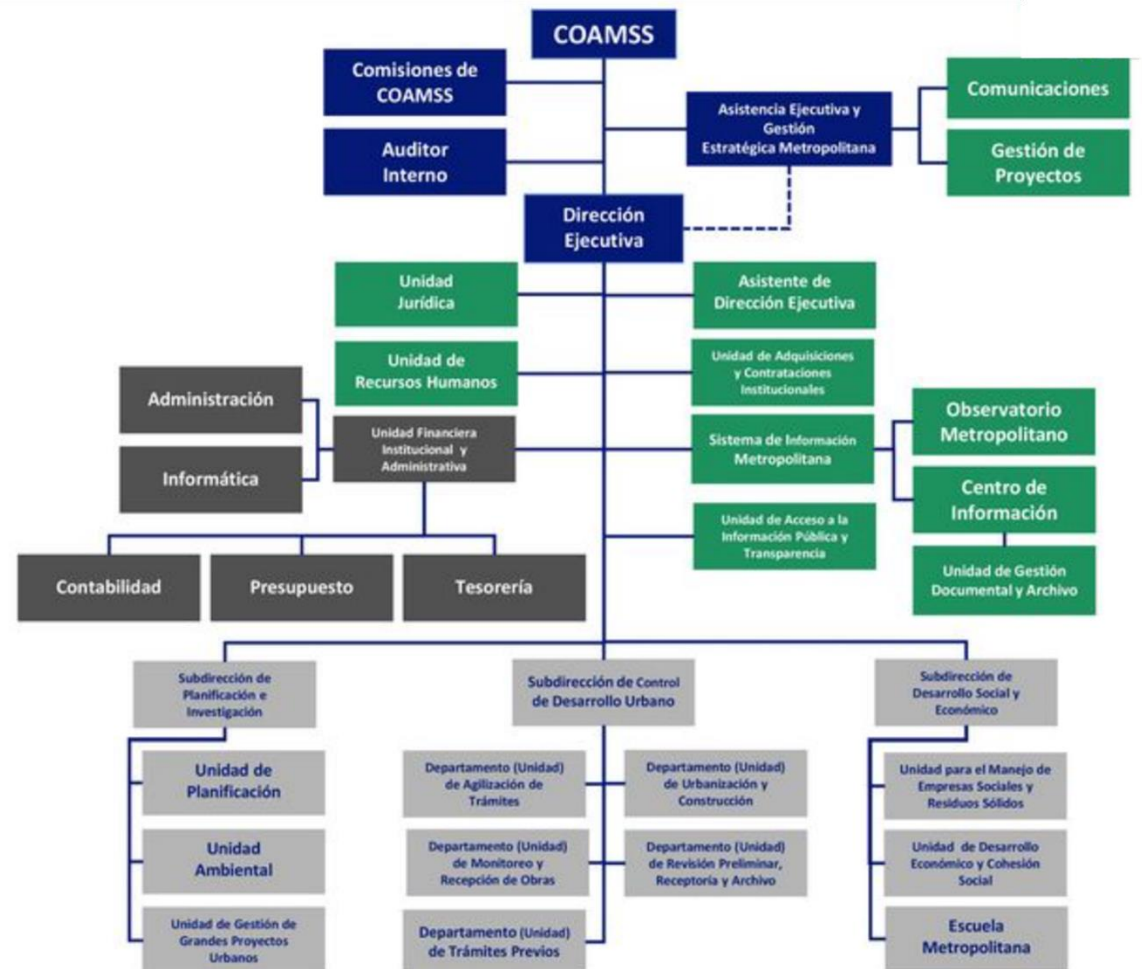 COAMSS
Comisiones de
COAMSS
Auditor
Interno
Asistencia Ejecutiva y
Gestión
Estratégica Metropolitana
Comunicaciones
Gestión de
Proyectos
Dirección
Ejecutiva
Unidad
Jurídica
Asistente de
Dirección Ejecutiva
Unidad de
Recursos Humanos
Unidad de Adquisiciones
y Contrataciones
Institucionales
Administración
Informática
Unidad Financiera
Institucional y
Administrativa
Sistema de Información
Metropolitana
Observatorio
Metropolitano
Centro de
Información
Unidad de Acceso a la
Información Pública y
Transparencia
Unidad de Gestión
Documental y Archivo
Contabilidad
Presupuesto
Tesorería
Subdirección de
Planificación e
Investigación
Subdirección de Control
de Desarrollo Urbano
Subdirección de
Desarrollo Social y
Económico
Unidad de
Planificación
Unidad
Ambiental
Unidad de Gestión de
Grandes Proyectos
Urbanos
Departamento (Unidad)
de Agilización de
Trámites
Departamento (Unidad)
de Urbanización y
Construcción
Departamento (Unidad)
de Monitoreo y
Recepción de Obras
Departamento (Unidad)
de Revisión Preliminar,
Receptoría y Archivo
Departamento (Unidad)
de Trámites Previos
Unidad para el Manejo de
Empresas Sociales y
Residuos Sólidos
Unidad de Desarrollo
Económico y Cohesión
Social
Escuela
Metropolitana